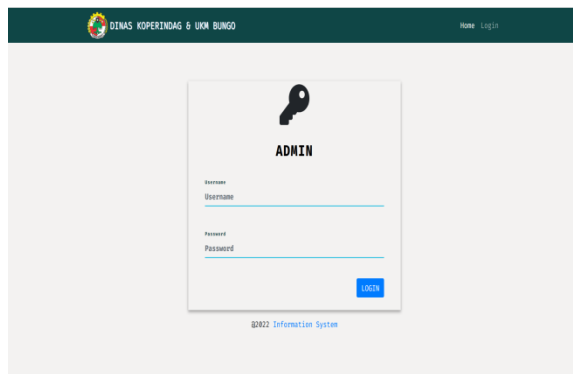 DINAS KOPERINDAG & UKM BUNGO
Home Login
ADMIN
Username
Username
Password
Password
LOGIN
@2022 Information System